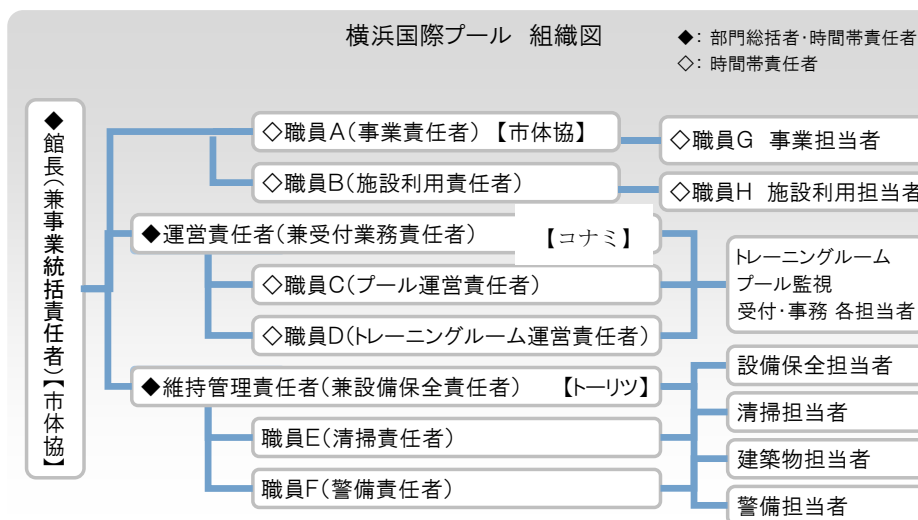 横浜国際プール 組織図
◆: 部門総括者・時間帯責任者
◇: 時間帯責任者
◆館長(兼事業統括責任者)【市体協】
◇職員A(事業責任者)【市体協】
◇職員G 事業担当者
◇職員B(施設利用責任者)
◇職員H 施設利用担当者
◆運営責任者(兼受付業務責任者) 【コナミ】
◇職員C(プール運営責任者)
◇職員D(トレーニングルーム運営責任者)
トレーニングルーム
プール監視
受付・事務 各担当者
◆維持管理責任者(兼設備保全責任者) 【トーリツ】
職員E(清掃責任者)
職員F(警備責任者)
設備保全担当者
清掃担当者
建築物担当者
警備担当者